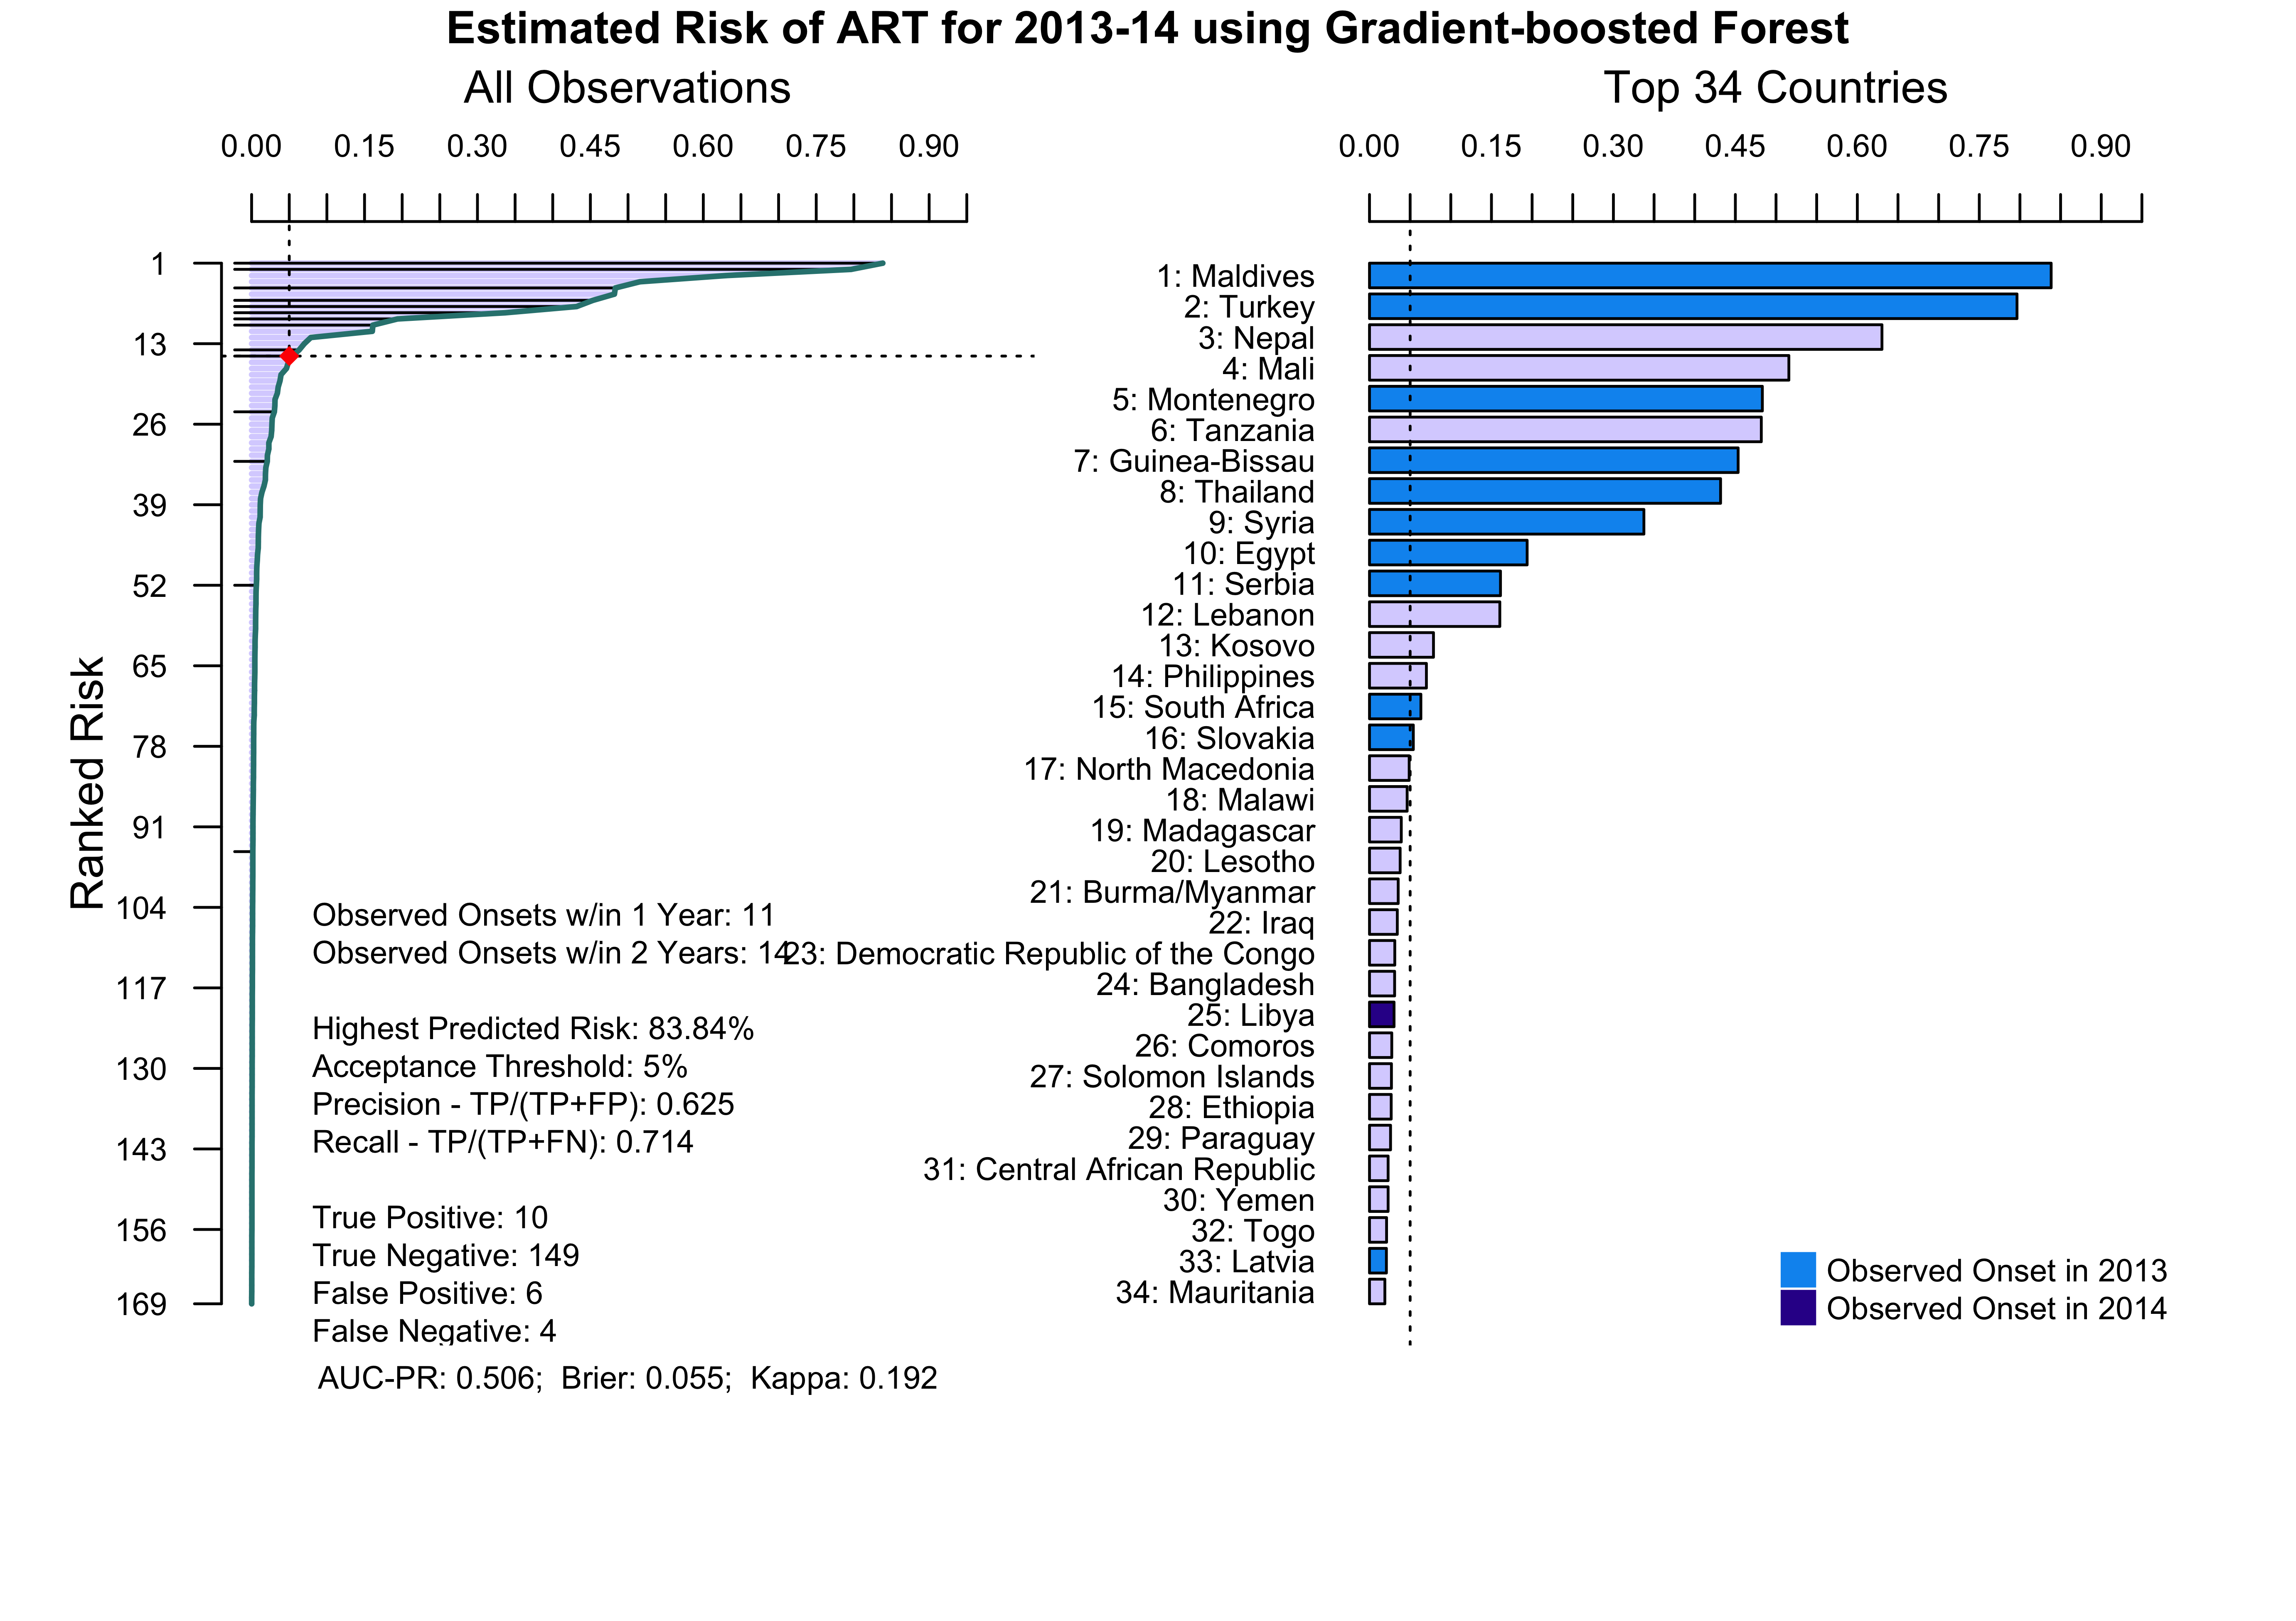 Estimated Risk of ART for 2013-14 using Gradient-boosted Forest
All Observations
0.00 0.15 0.30 0.45 0.60 0.75 0.90
Ranked Risk
1
13
26
39
52
65
78
91
104
117
130
143
156
169
Observed Onsets w/in 1 Year: 11
Observed Onsets w/in 2 Years: 14
Highest Predicted Risk: 83.84%
Acceptance Threshold: 5%
Precision - TP/(TP+FP): 0.625
Recall - TP/(TP+FN): 0.714
True Positive: 10
True Negative: 149
False Positive: 6
False Negative: 4
AUC-PR: 0.506; Brier: 0.055; Kappa: 0.192
Top 34 Countries
0.00 0.15 0.30 0.45 0.60 0.75 0.90
1: Maldives
2: Turkey
3: Nepal
4: Mali
5: Montenegro
6: Tanzania
7: Guinea-Bissau
8: Thailand
9: Syria
10: Egypt
11: Serbia
12: Lebanon
13: Kosovo
14: Philippines
15: South Africa
16: Slovakia
17: North Macedonia
18: Malawi
19: Madagascar
20: Lesotho
21: Burma/Myanmar
22: Iraq
23: Democratic Republic of the Congo
24: Bangladesh
25: Libya
26: Comoros
27: Solomon Islands
28: Ethiopia
29: Paraguay
31: Central African Republic
30: Yemen
32: Togo
33: Latvia
34: Mauritania
Observed Onset in 2013
Observed Onset in 2014